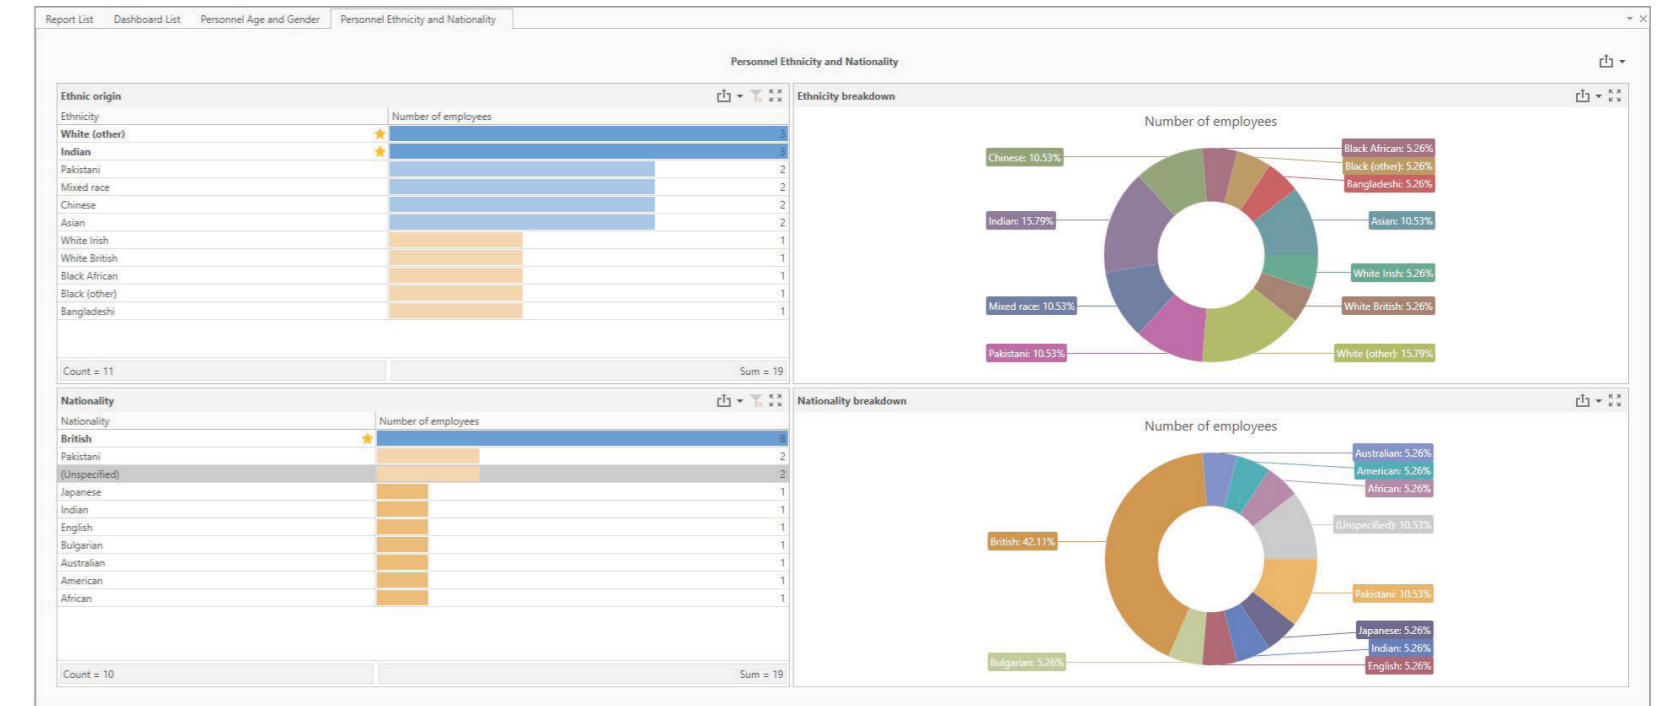 Report List Dashboard List Personnel Age and Gender Personnel Ethnicity and Nationality
Personnel Ethnicity and Nationality
Ethnic origin
Ethnicity Number of employees
White (other) 3
Indian 3
Pakistani 2
Mixed race 2
Chinese 2
Asian 2
White Irish 1
White British 1
Black African 1
Black (other) 1
Bangladeshi 1
Count = 11 Sum = 19
Ethnicity breakdown
Number of employees
Black African: 5.26%
Black (other): 5.26%
Bangladeshi: 5.26%
Asian: 10.53%
White Irish: 5.26%
White British: 5.26%
White (other): 15.79%
Chinese: 10.53%
Indian: 15.79%
Mixed race: 10.53%
Pakistani: 10.53%
Nationality
Nationality Number of employees
British 8
Pakistani 2
(Unspecified) 2
Japanese 1
Indian 1
English 1
Bulgarian 1
Australian 1
American 1
African 1
Count = 10 Sum = 19
Nationality breakdown
Number of employees
Australian: 5.26%
American: 5.26%
African: 5.26%
(Unspecified): 10.53%
Pakistani: 10.53%
Japanese: 5.26%
Indian: 5.26%
English: 5.26%
British: 42.11%
Bulgarian: 5.26%